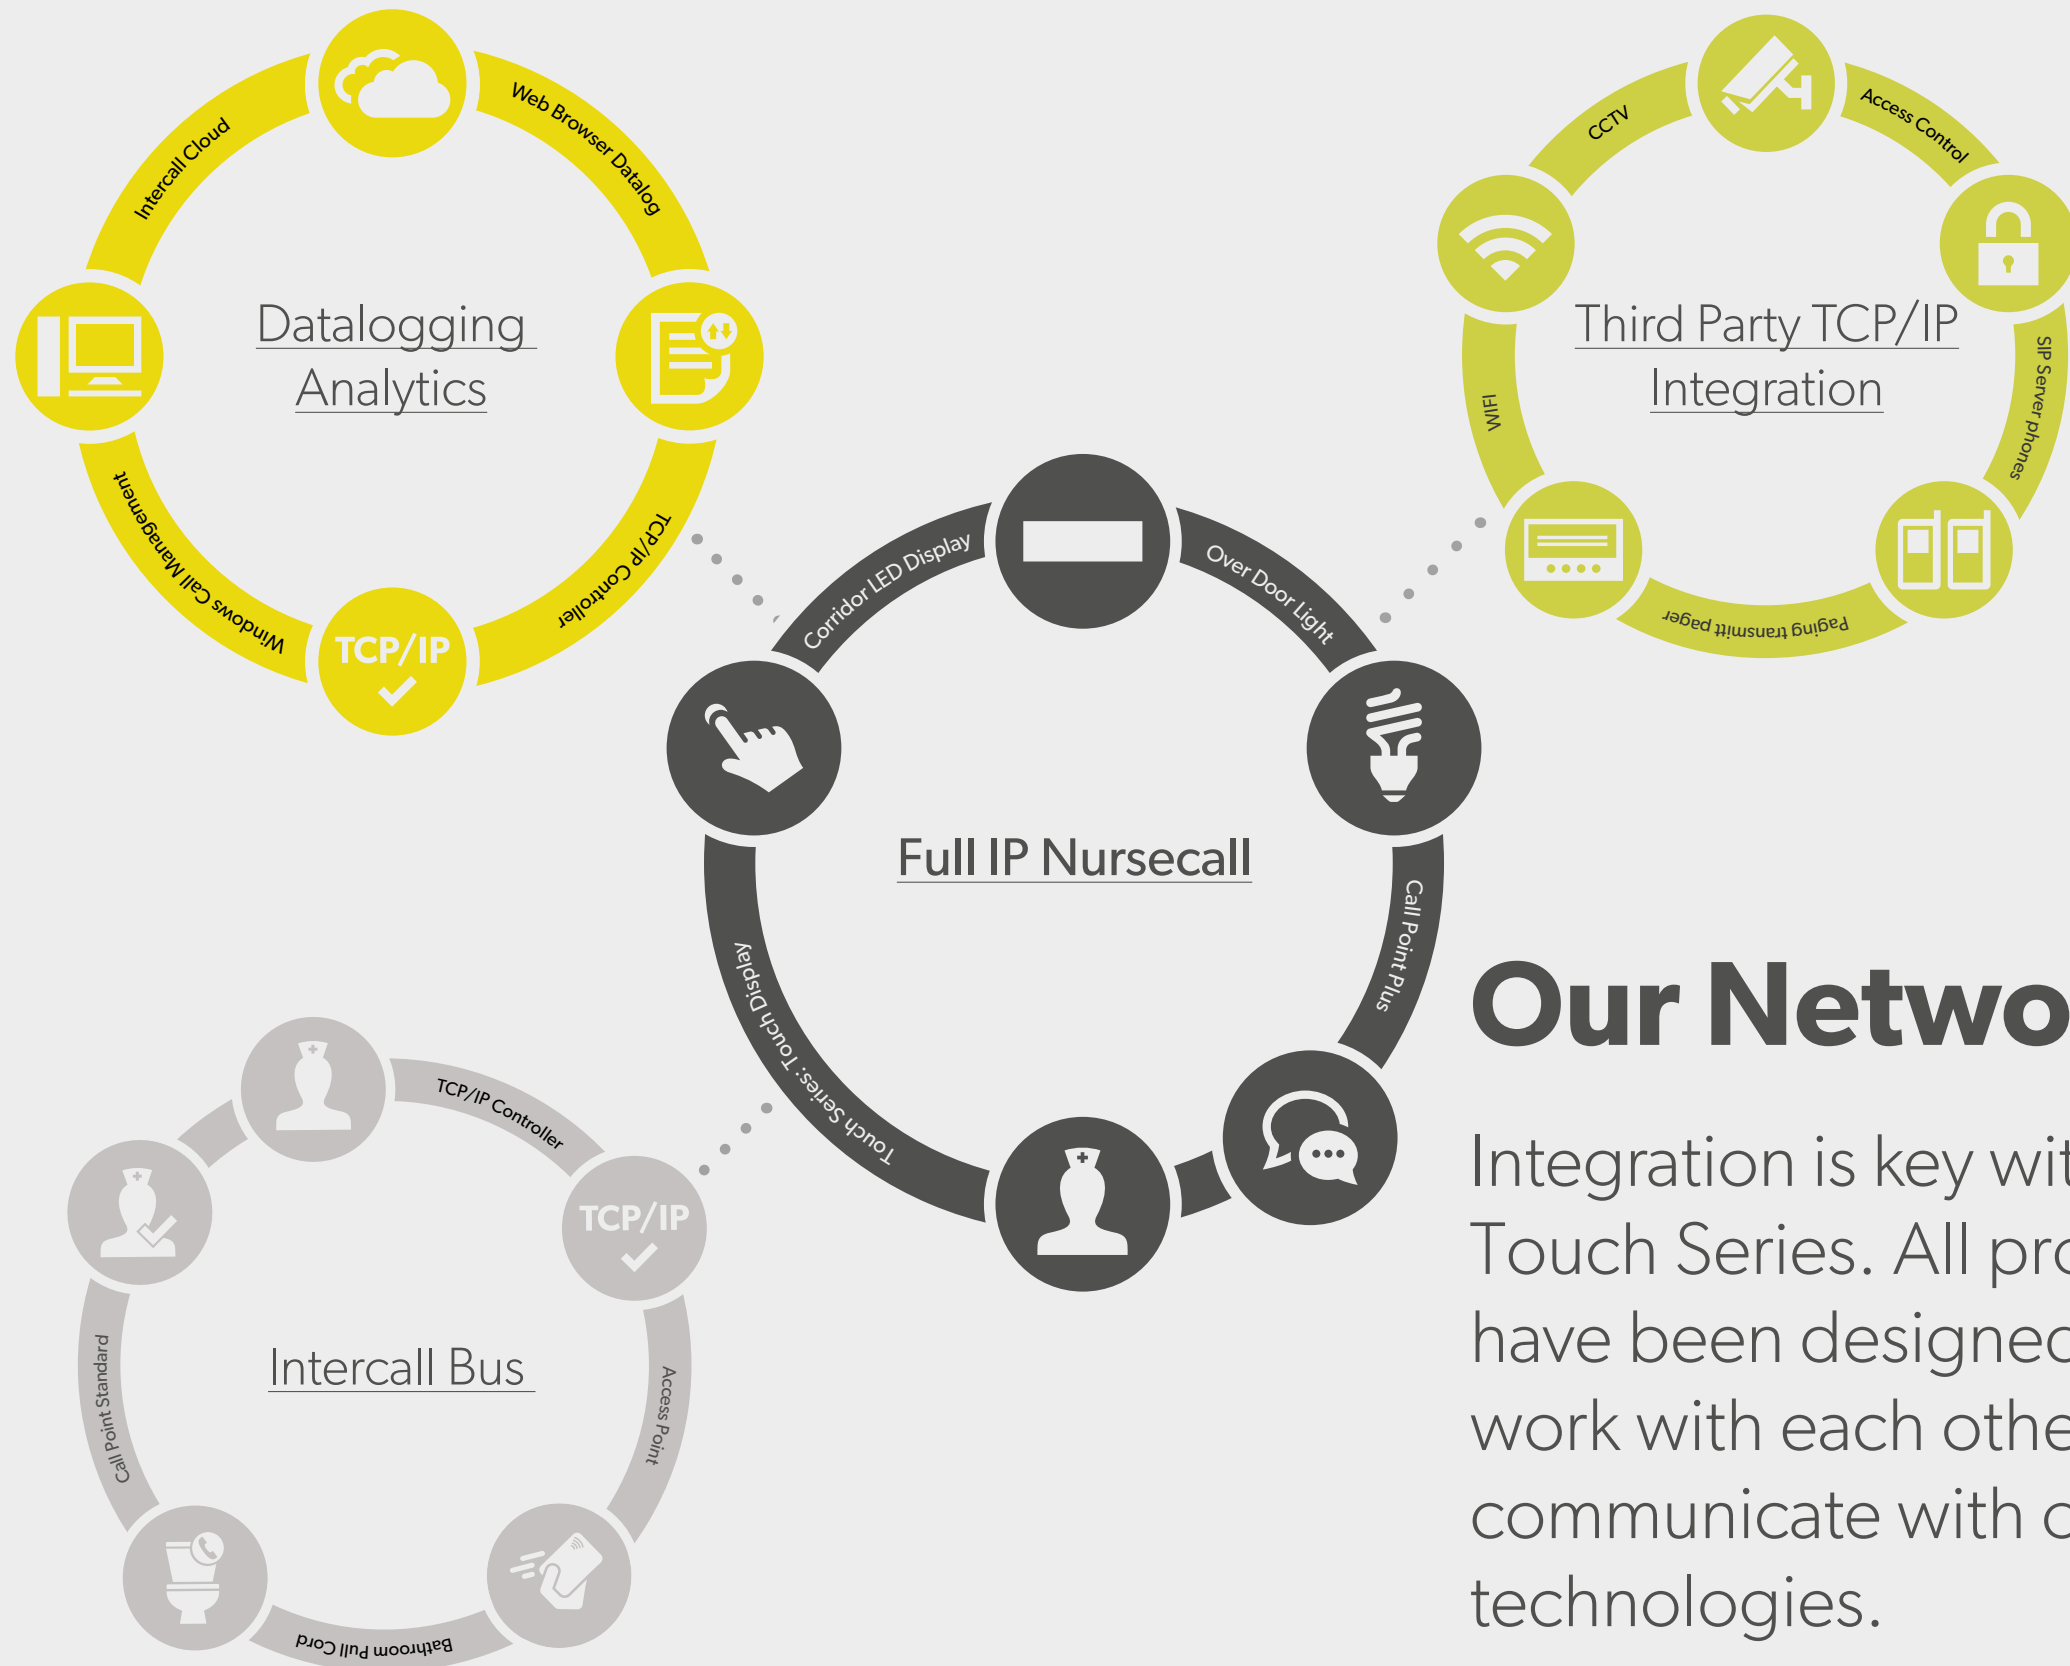 Intercall Cloud
Web Browser Datalog
Datalogging
Analytics
Windows Call Management
TCP/IP Controller
TCP/IP
CCTV
Access Control
Third Party TCP/IP
Integration
WIFI
SIP Server phones
Paging transmitt pager
Corridor LED Display
Over Door Light
Full IP Nursecall
Call Point Plus
Touch Series: Touch Display
TCP/IP Controller
TCP/IP
Intercall Bus
Call Point Standard
Access Point
Bathroom Pull Cord
Our Netwo
Integration is key wit
Touch Series. All pro
have been designed
work with each othe
communicate with o
technologies.